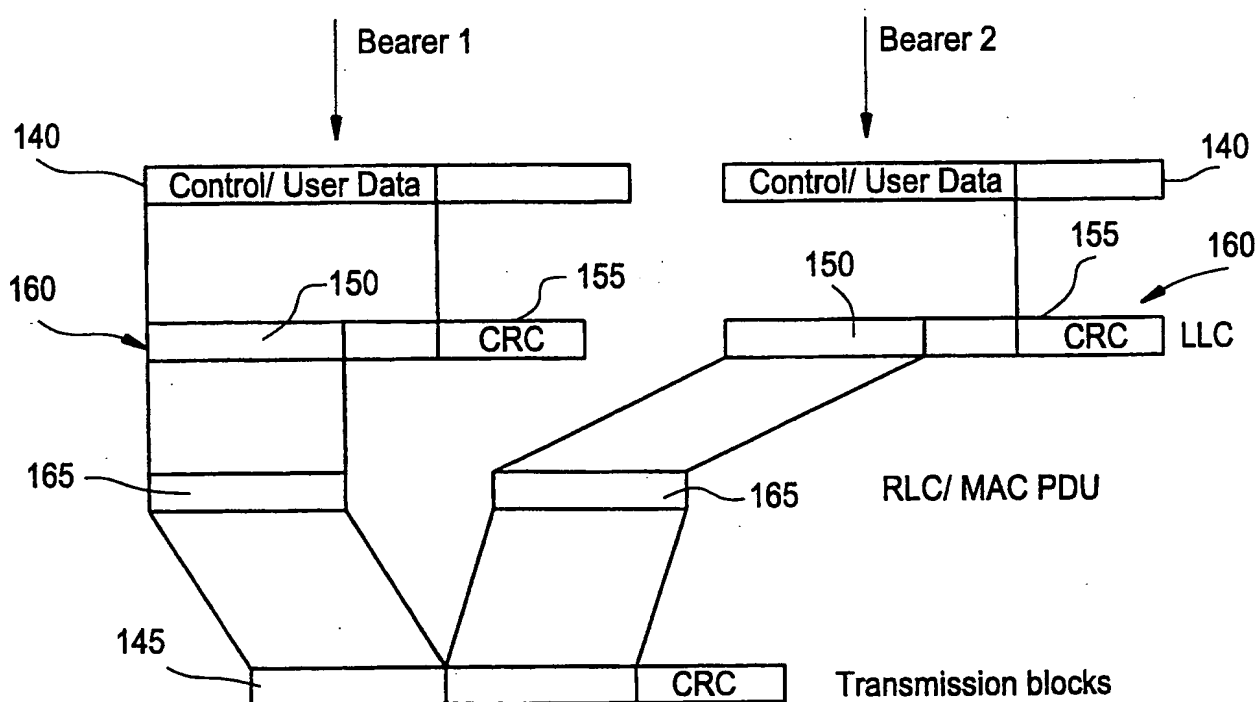 Bearer 1
Bearer 2
140
Control/ User Data
Control/ User Data
140
160
150
155
CRC
150
155
160
CRC
LLC
165
165
RLC/ MAC PDU
145
CRC
Transmission blocks